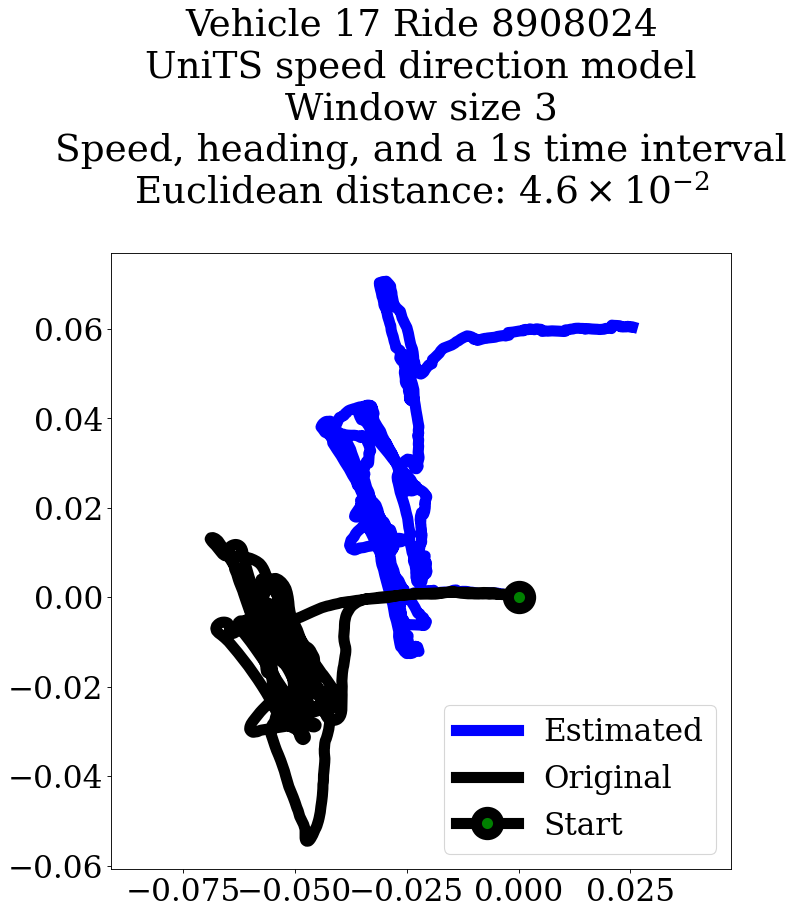 Vehicle 17 Ride 8908024
UniTS speed direction model
Window size 3
Speed, heading, and a 1s time interval
Euclidean distance: 4.6 × 10⁻²
0.06
0.04
0.02
0.00
−0.02
−0.04
−0.06
−0.075 −0.050 −0.025 0.000 0.025
Estimated
Original
Start